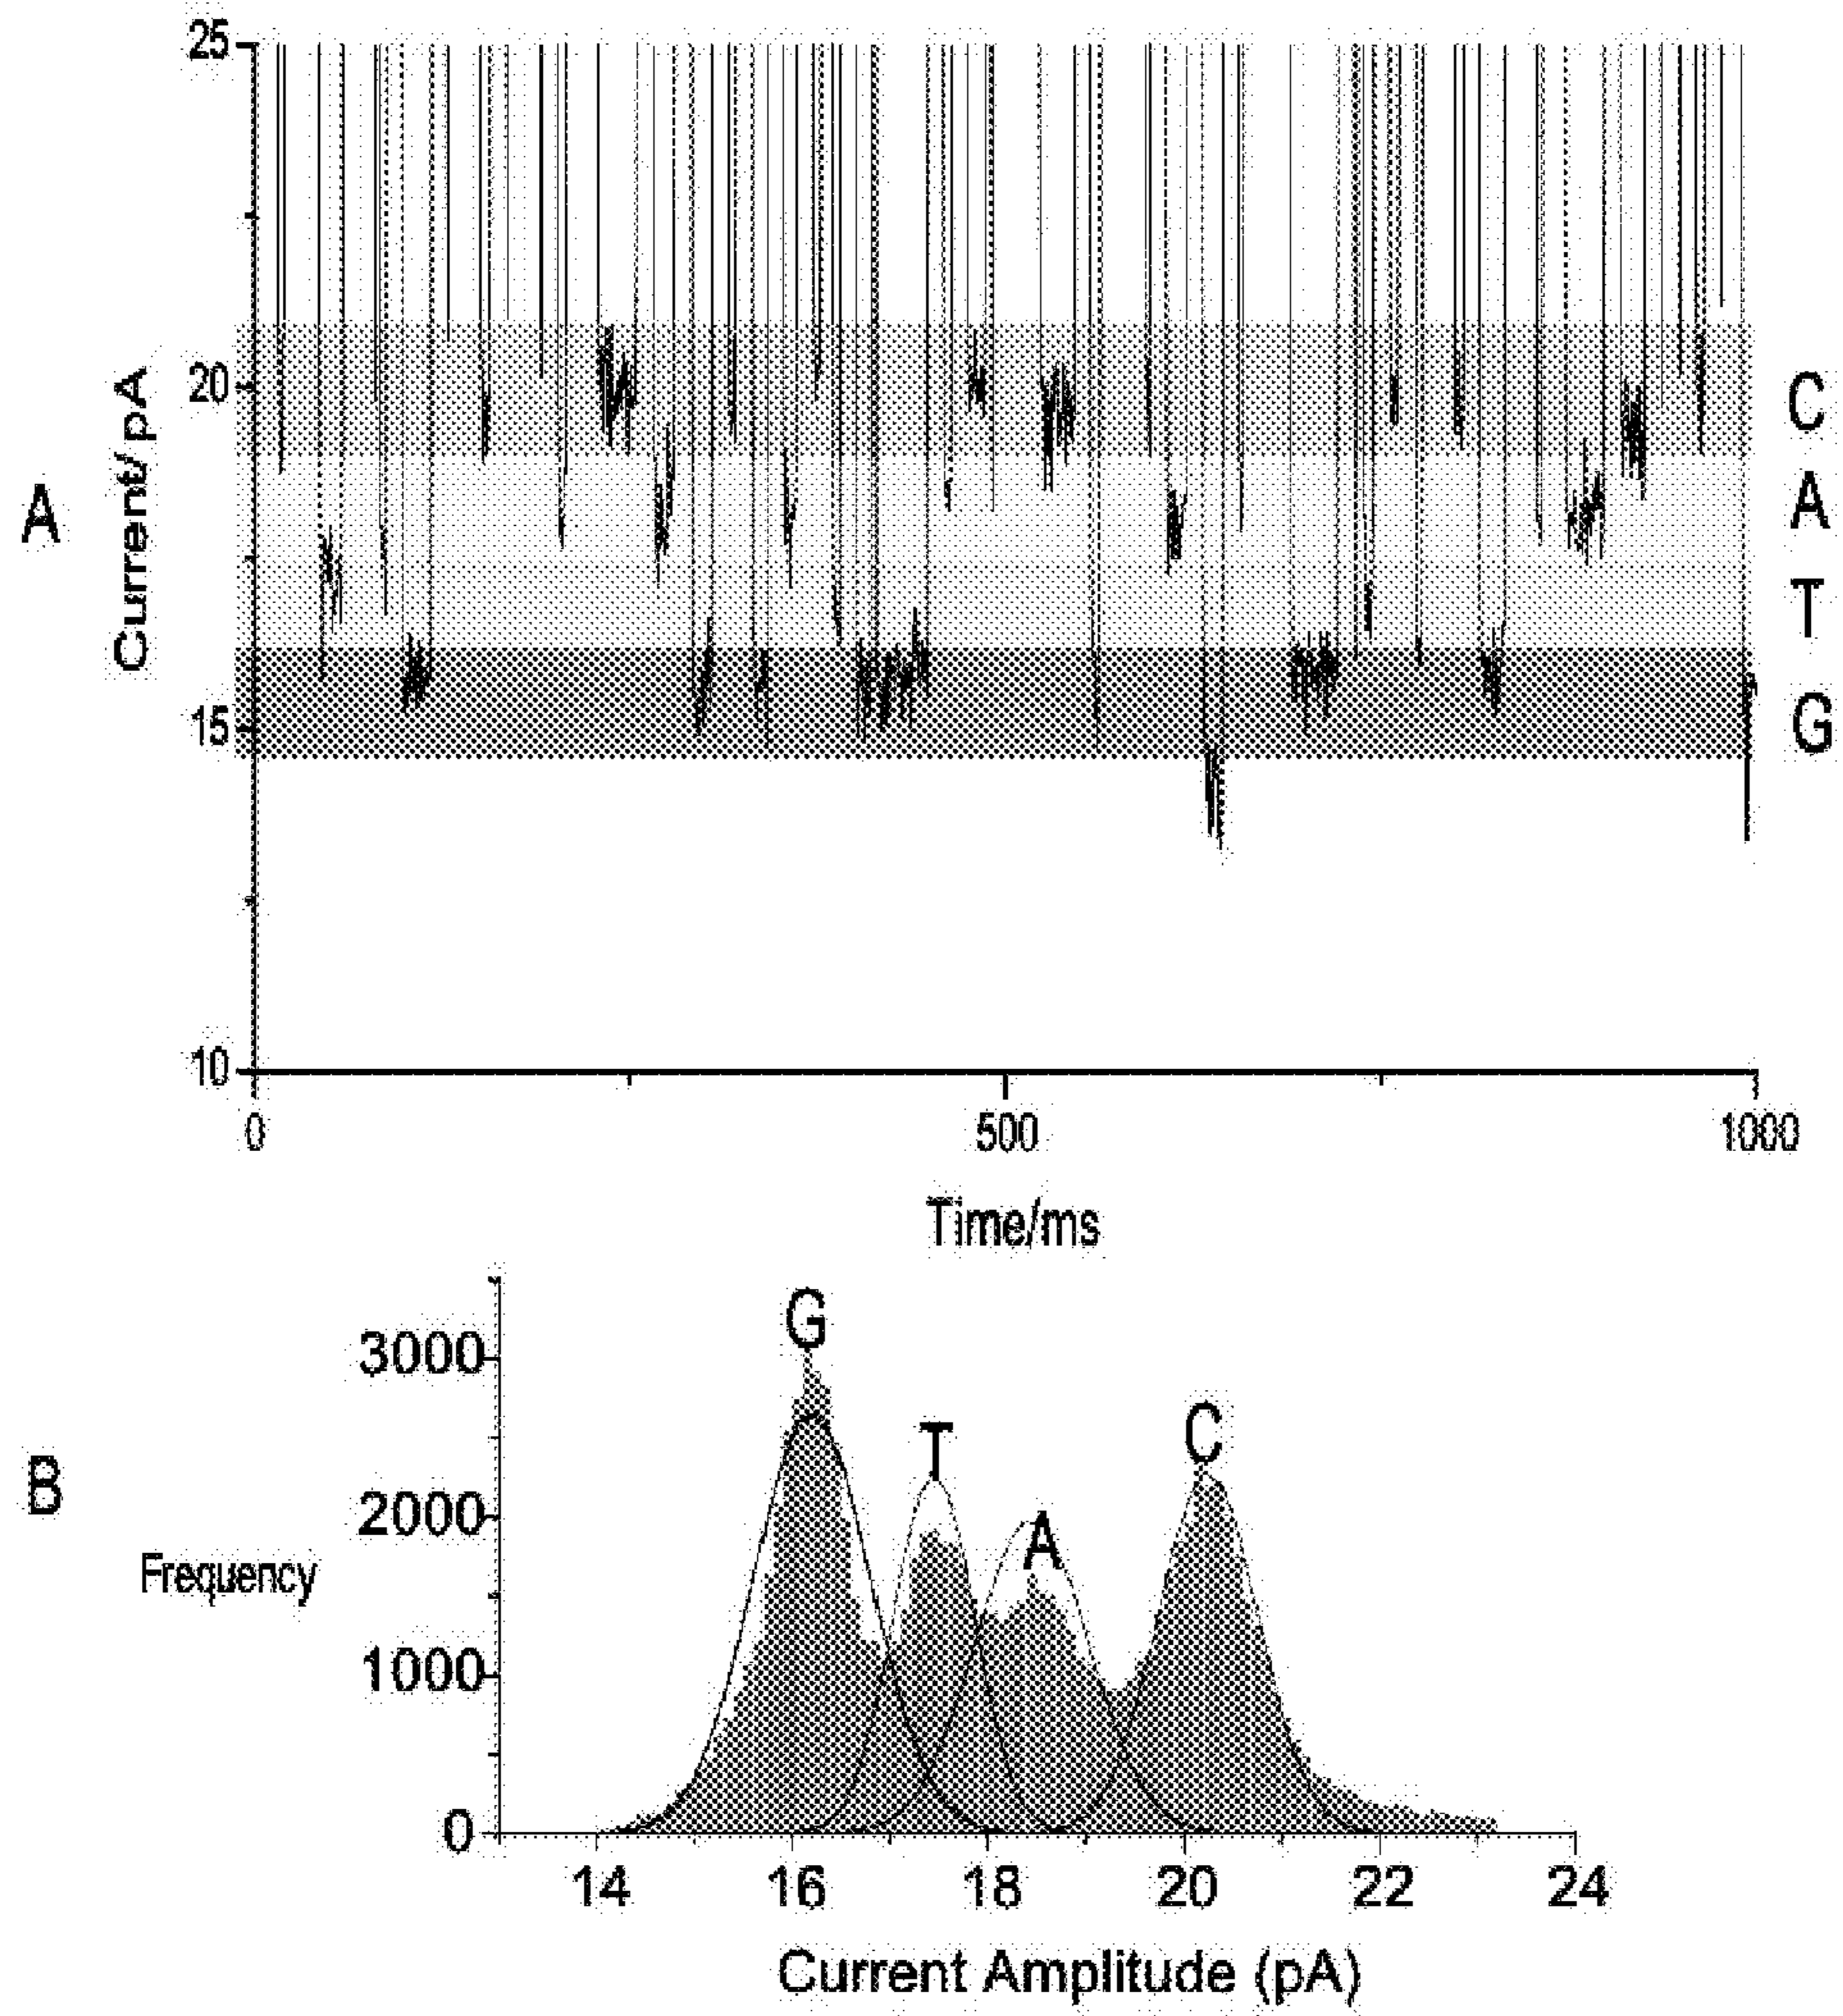 25
20
15
10
Current/pA
A
C
A
T
G
0 500 1000
Time/ms
B
3000
2000
1000
0
Frequency
G
T
A
C
14 16 18 20 22 24
Current Amplitude (pA)